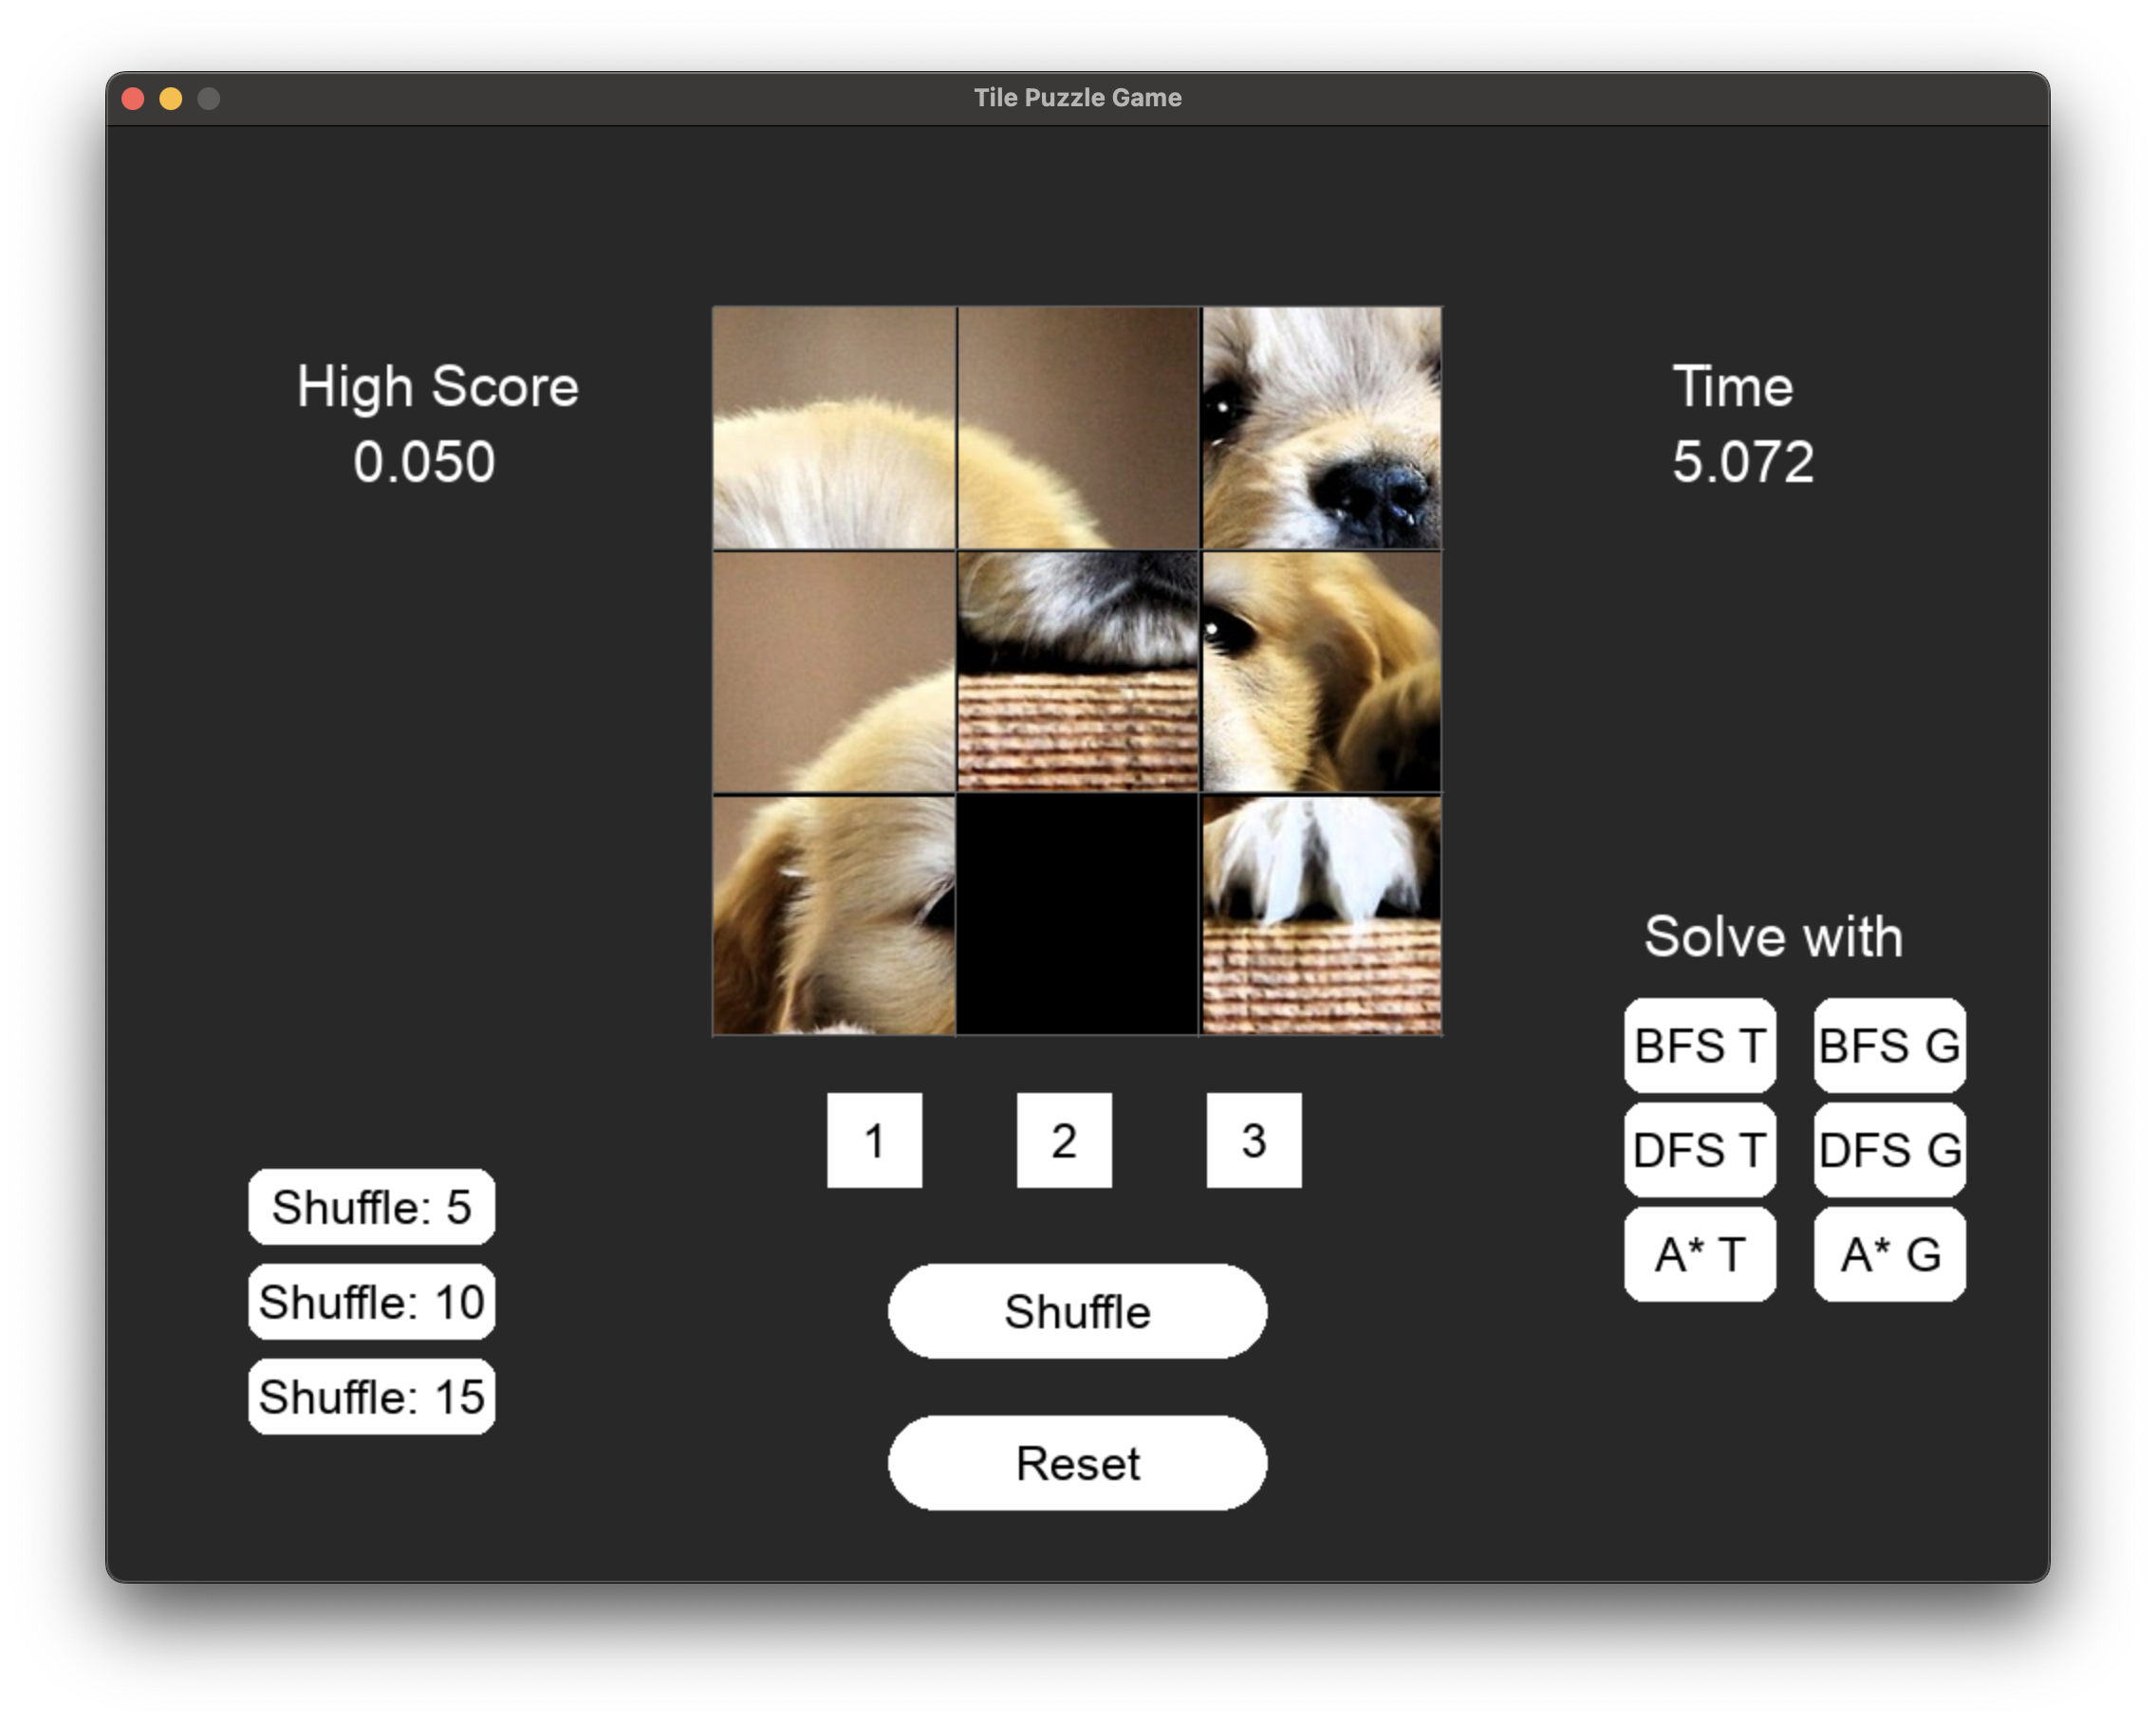 Tile Puzzle Game
High Score
0.050
Time
5.072
Solve with
BFS T
BFS G
DFS T
DFS G
A* T
A* G
1
2
3
Shuffle: 5
Shuffle: 10
Shuffle: 15
Shuffle
Reset